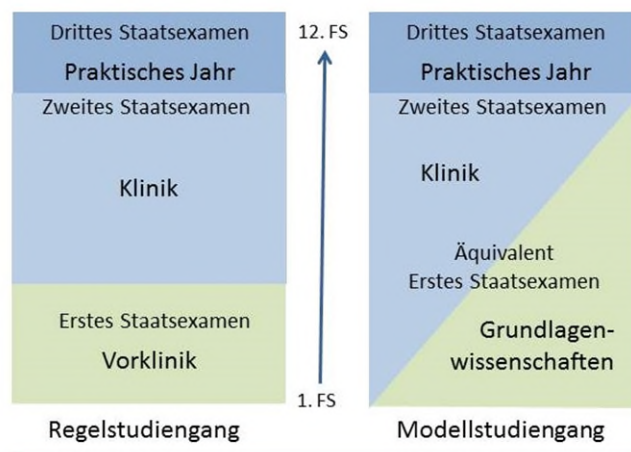 Drittes Staatsexamen
Praktisches Jahr
Zweites Staatsexamen
Klinik
Erstes Staatsexamen
Vorklinik
Regelstudiengang
12. FS
1. FS
Drittes Staatsexamen
Praktisches Jahr
Zweites Staatsexamen
Klinik
Äquivalent
Erstes Staatsexamen
Grundlagen-
wissenschaften
Modellstudiengang